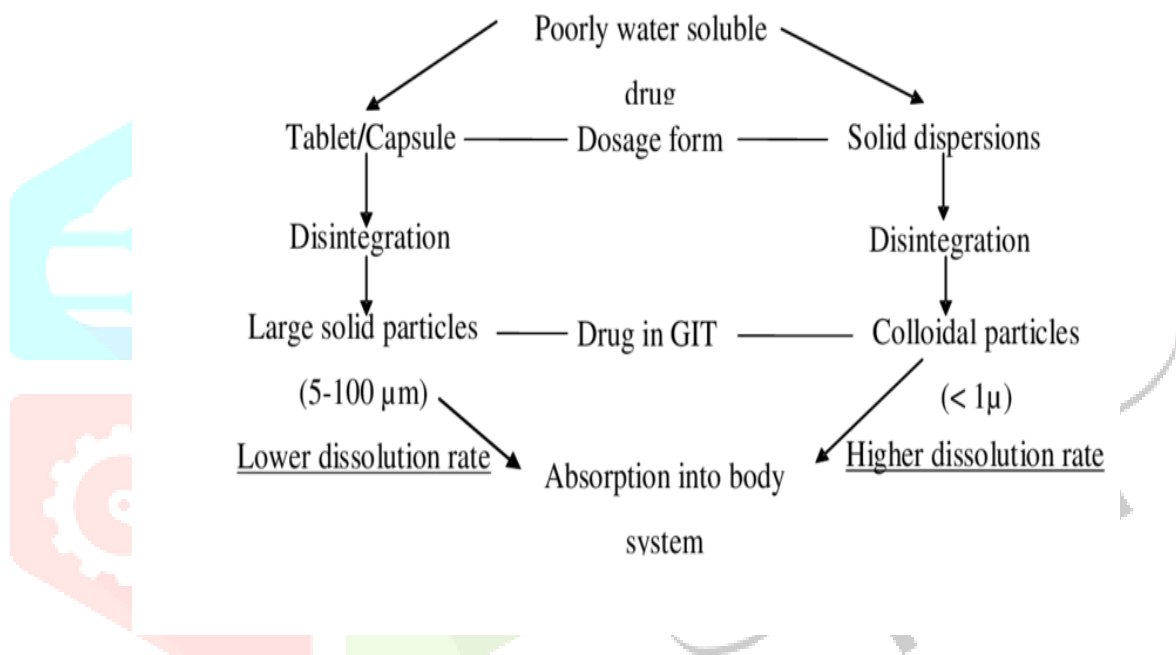 Poorly water soluble
drug
Tablet/Capsule Dosage form Solid dispersions
Disintegration Disintegration
Large solid particles Drug in GIT Colloidal particles
(5-100 µm) (< 1µ)
Lower dissolution rate Absorption into body Higher dissolution rate
system